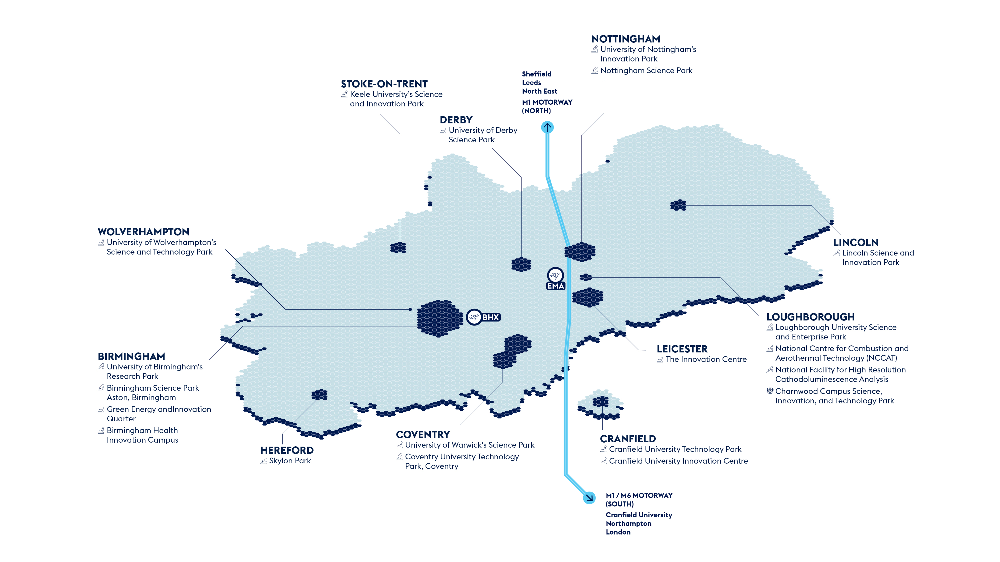 NOTTINGHAM
University of Nottingham's
Innovation Park
Nottingham Science Park
Sheffield
Leeds
North East
M1 MOTORWAY
(NORTH)
STOKE-ON-TRENT
Keele University's Science
and Innovation Park
DERBY
University of Derby
Science Park
WOLVERHAMPTON
University of Wolverhampton's
Science and Technology Park
LINCOLN
Lincoln Science and
Innovation Park
EMA
BHX
LOUGHBOROUGH
Loughborough University Science
and Enterprise Park
National Centre for Combustion and
Aerothermal Technology (NCCAT)
National Facility for High Resolution
Cathodoluminescence Analysis
Charnwood Campus Science,
Innovation, and Technology Park
LEICESTER
The Innovation Centre
BIRMINGHAM
University of Birmingham's
Research Park
Birmingham Science Park
Aston, Birmingham
Green Energy andInnovation
Quarter
Birmingham Health
Innovation Campus
HEREFORD
Skylon Park
COVENTRY
University of Warwick's Science Park
Coventry University Technology
Park, Coventry
CRANFIELD
Cranfield University Technology Park
Cranfield University Innovation Centre
M1 / M6 MOTORWAY
(SOUTH)
Cranfield University
Northampton
London